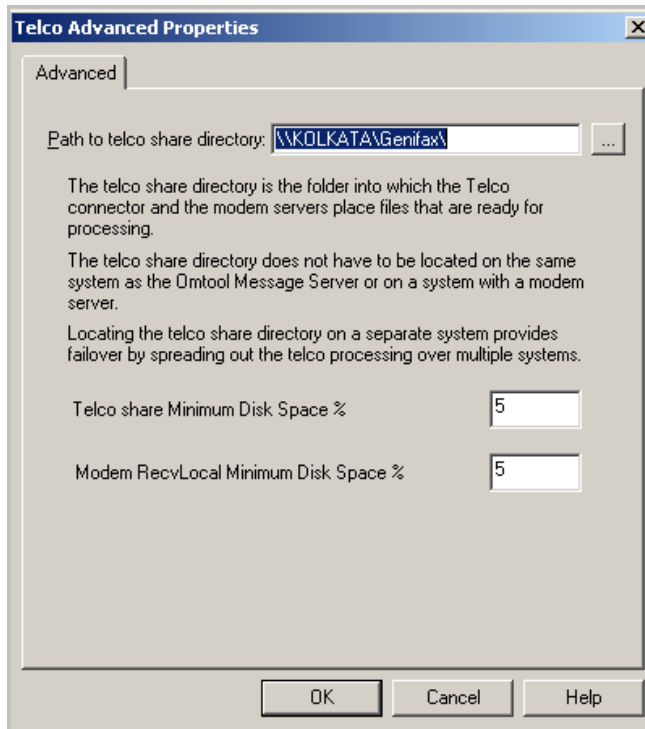 Telco Advanced Properties
Advanced
Path to telco share directory: \\KOLKATA\Genifax\ ...
The telco share directory is the folder into which the Telco
connector and the modem servers place files that are ready for
processing.
The telco share directory does not have to be located on the same
system as the Omtool Message Server or on a system with a modem
server.
Locating the telco share directory on a separate system provides
failover by spreading out the telco processing over multiple systems.
Telco share Minimum Disk Space % 5
Modem RecvLocal Minimum Disk Space % 5
OK Cancel Help